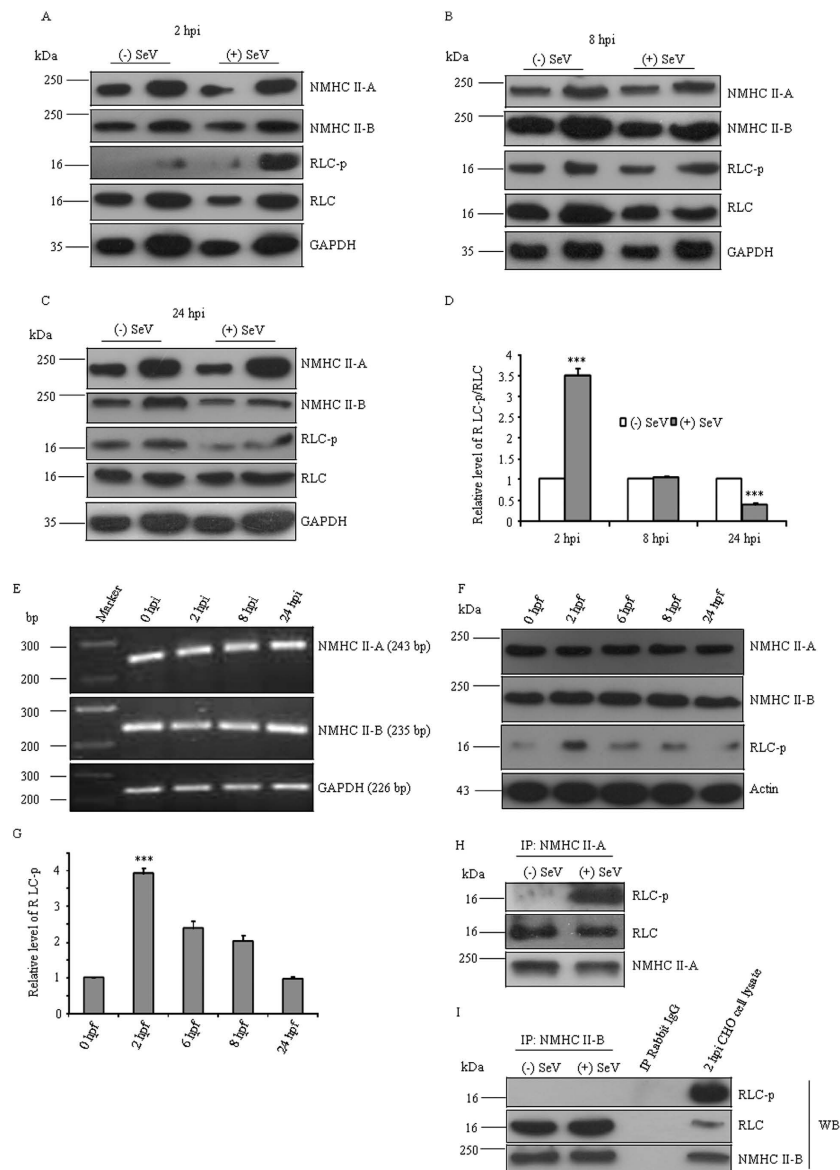 A
2 hpi
kDa
(-) SeV
(+) SeV
250
NMHC II-A
NMHC II-B
16
RLC-p
16
RLC
35
GAPDH
B
8 hpi
kDa
(-) SeV
(+) SeV
250
NMHC II-A
250
NMHC II-B
16
RLC-p
16
RLC
35
GAPDH
C
24 hpi
kDa
(-) SeV
(+) SeV
250
NMHC II-A
250
NMHC II-B
16
RLC-p
16
RLC
35
GAPDH
D
Relative level of R LC-p/RLC
4
3.5
3
2.5
2
1.5
1
0.5
0
***
(-) SeV
(+) SeV
***
2 hpi
8 hpi
24 hpi
E
bp
Marker
0 hpi
2 hpi
8 hpi
24 hpi
300
200
NMHC II-A (243 bp)
300
200
NMHC II-B (235 bp)
300
200
GAPDH (226 bp)
F
kDa
0 hpf
2 hpf
6 hpf
8 hpf
24 hpf
250
NMHC II-A
250
NMHC II-B
16
RLC-p
43
Actin
G
Relative level of R LC-p
5
4
3
2
1
0
***
0 hpf
2 hpf
6 hpf
8 hpf
24 hpf
H
IP: NMHC II-A
kDa
(-) SeV
(+) SeV
16
RLC-p
16
RLC
250
NMHC II-A
I
IP: NMHC II-B
kDa
(-) SeV
(+) SeV
IP Rabbit IgG
2 hpi CHO cell lysate
16
RLC-p
16
RLC
250
NMHC II-B
WB